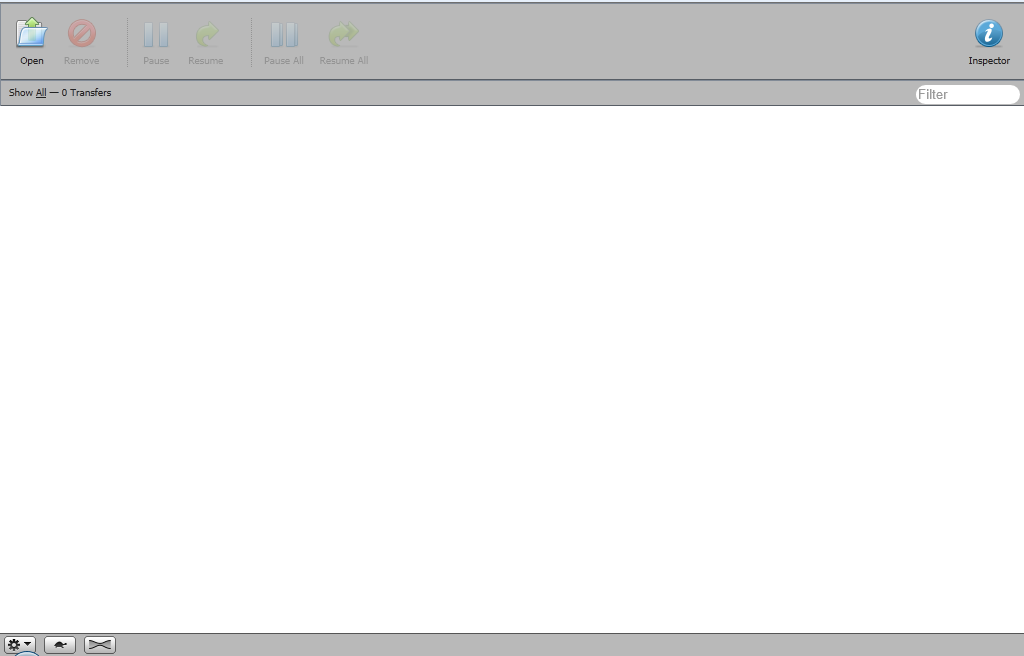 Open Remove Pause Resume Pause All Resume All Inspector
Show All — 0 Transfers Filter